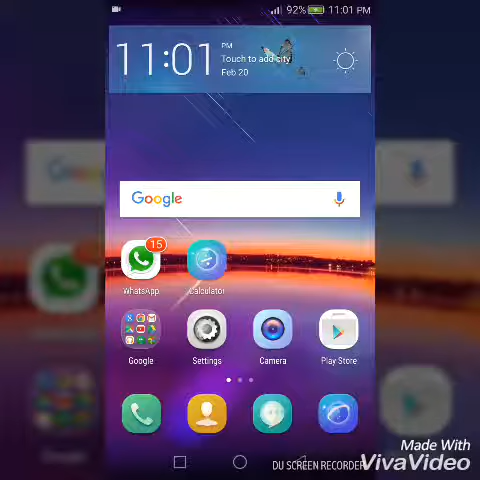 92% 11:01 PM
11:01 PM
Touch to add city
Feb 20
Google
15
WhatsApp
Calculator
Google
Settings
Camera
Play Store
DU SCREEN RECORDER
Made With
VivaVideo